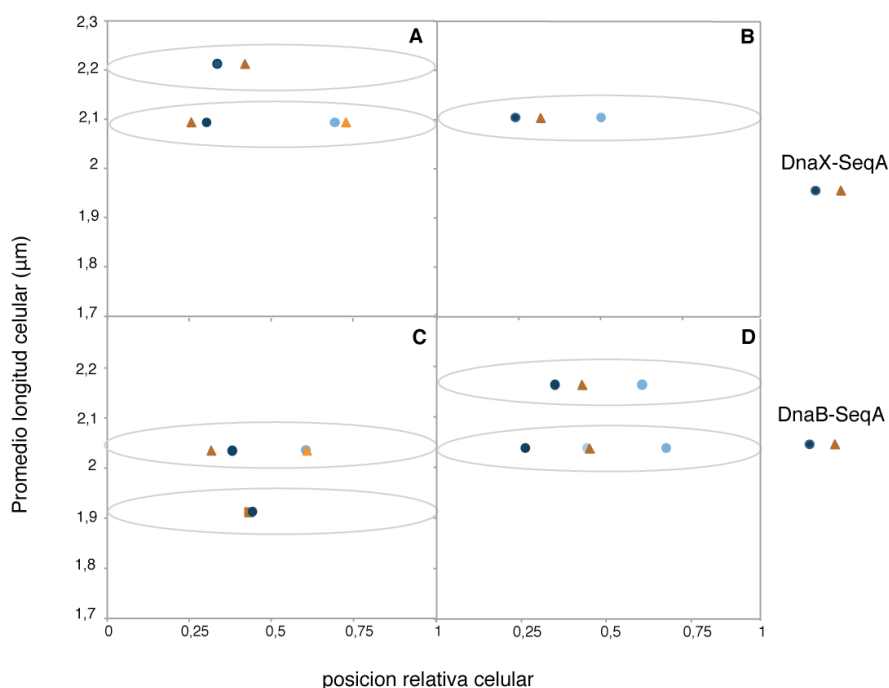 2,3
2,2
2,1
2
1,9
1,8
1,7
A
B
DnaX-SeqA
Promedio longitud celular (µm)
2,2
2,1
2
1,9
1,8
1,7
C
D
DnaB-SeqA
0 0,25 0,5 0,75 1 0,25 0,5 0,75 1
posicion relativa celular